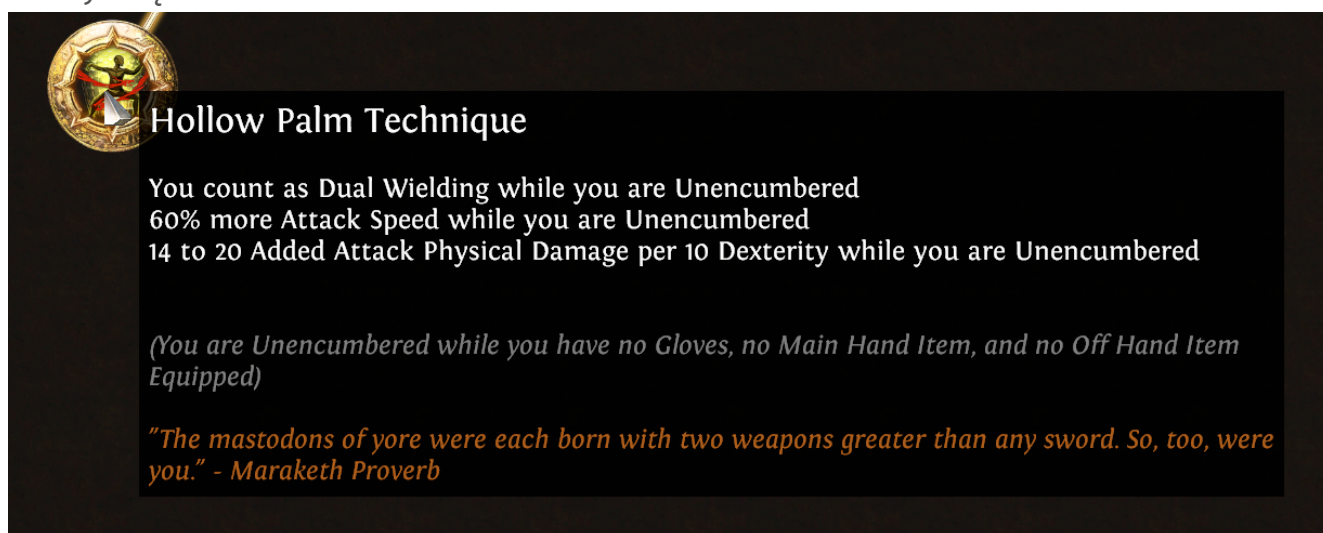 Hollow Palm Technique
You count as Dual Wielding while you are Unencumbered
60% more Attack Speed while you are Unencumbered
14 to 20 Added Attack Physical Damage per 10 Dexterity while you are Unencumbered
(You are Unencumbered while you have no Gloves, no Main Hand Item, and no Off Hand Item
Equipped)
"The mastodons of yore were each born with two weapons greater than any sword. So, too, were
you." - Maraketh Proverb